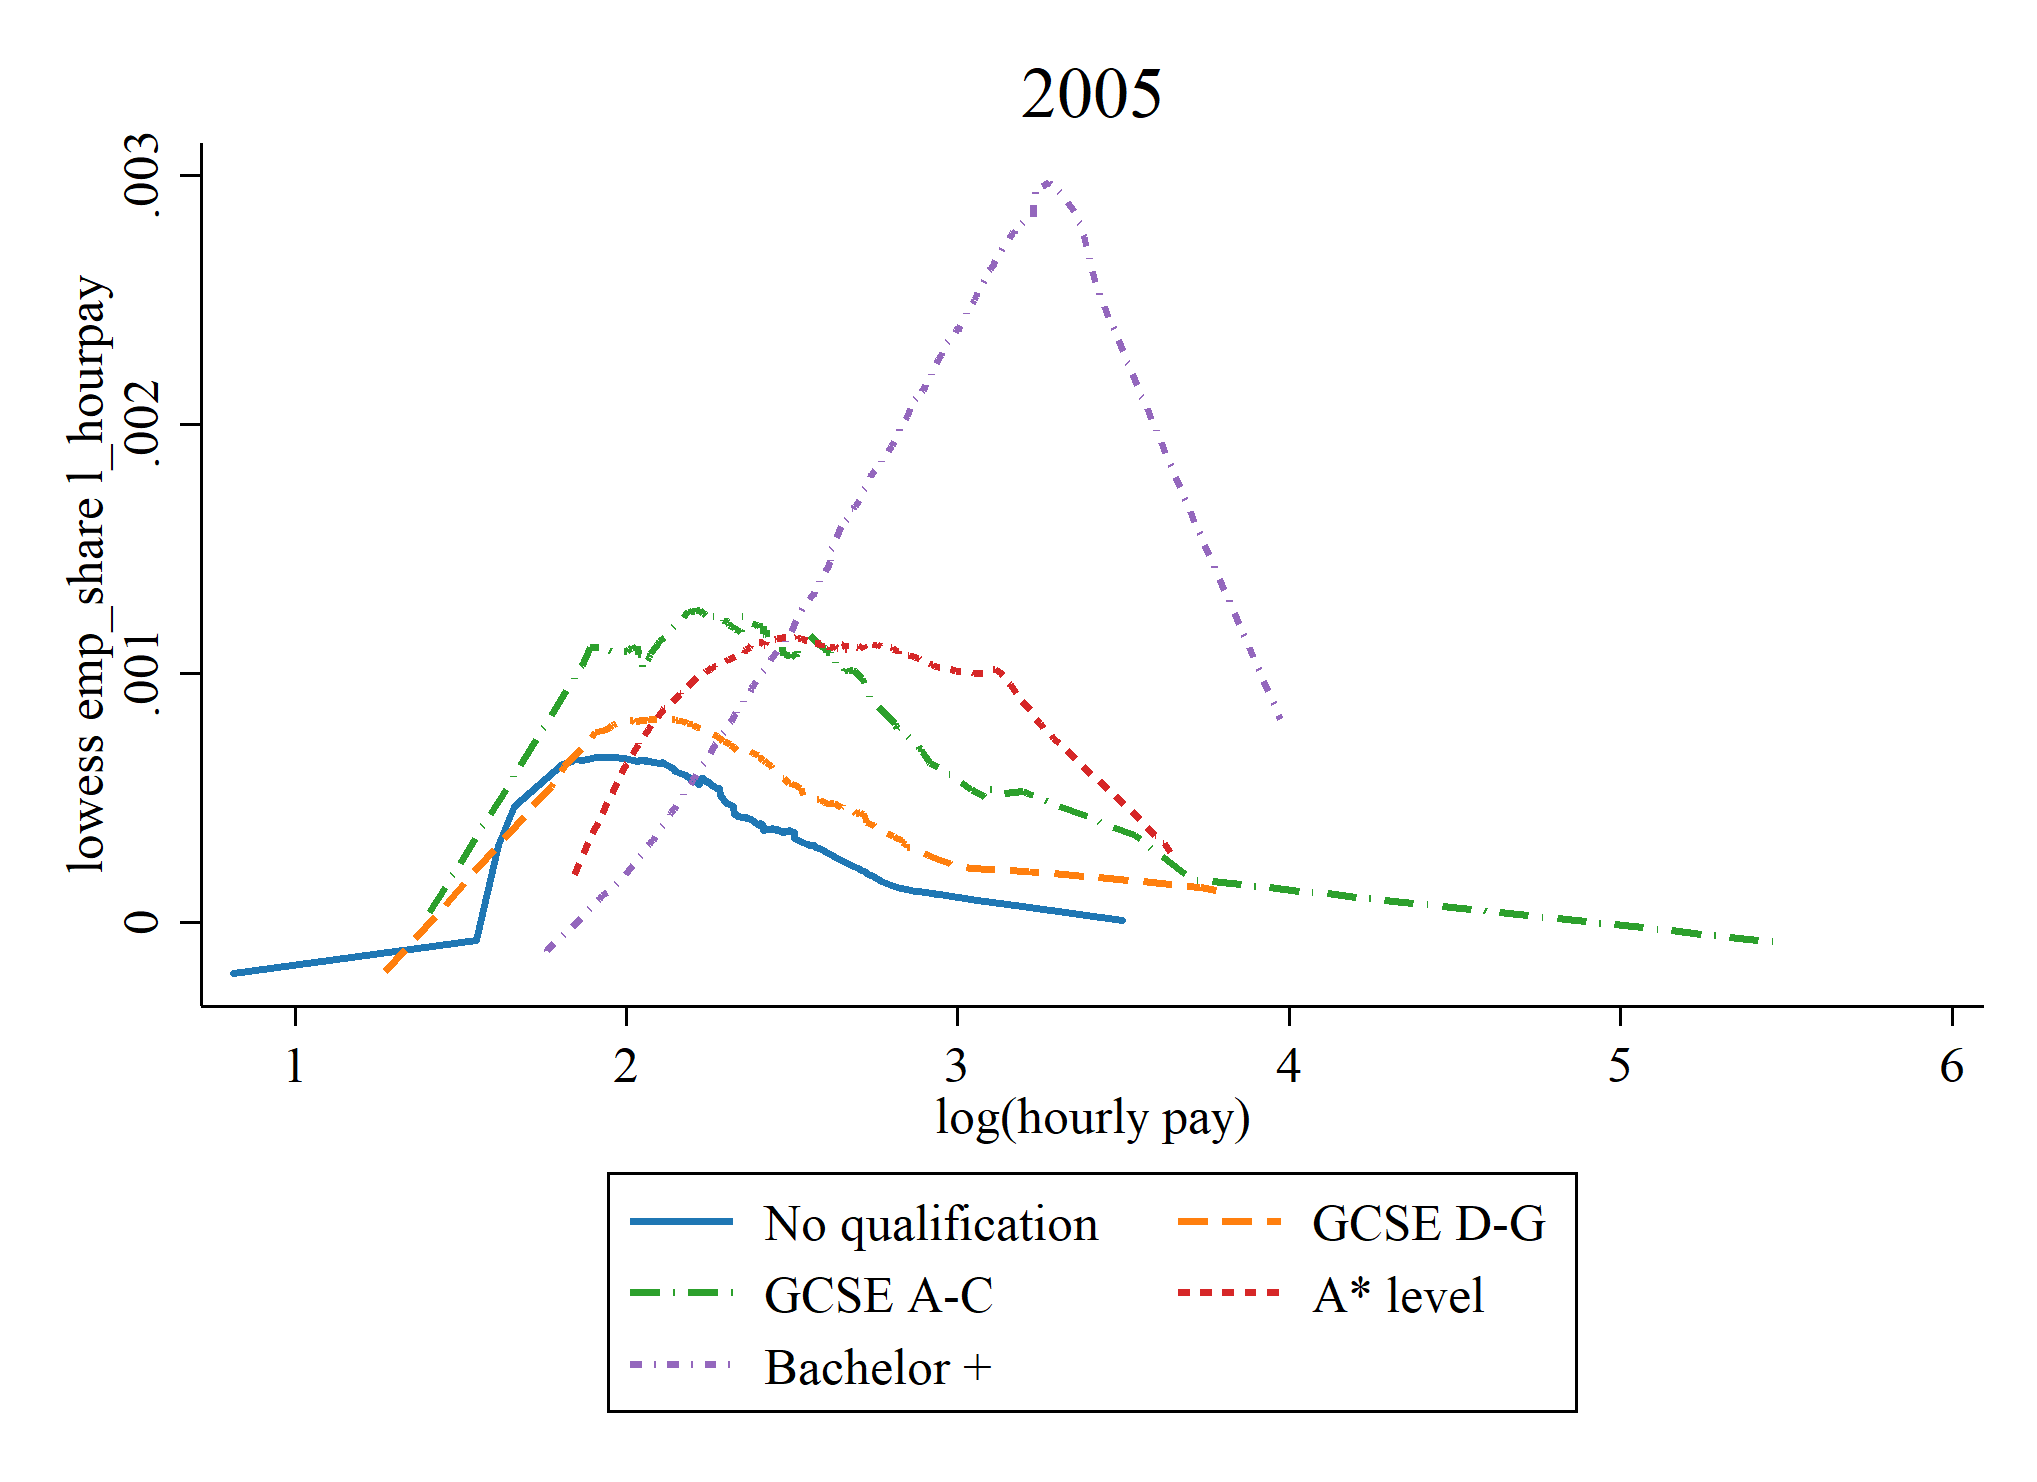 2005
lowess emp_share l_hourpay
.003
.002
.001
0
1 2 3 4 5 6
log(hourly pay)
No qualification GCSE D-G
GCSE A-C A* level
Bachelor +